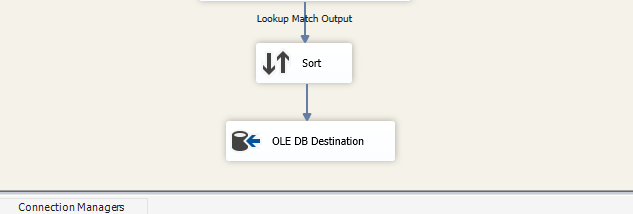 Lookup Match Output
Sort
OLE DB Destination
Connection Managers